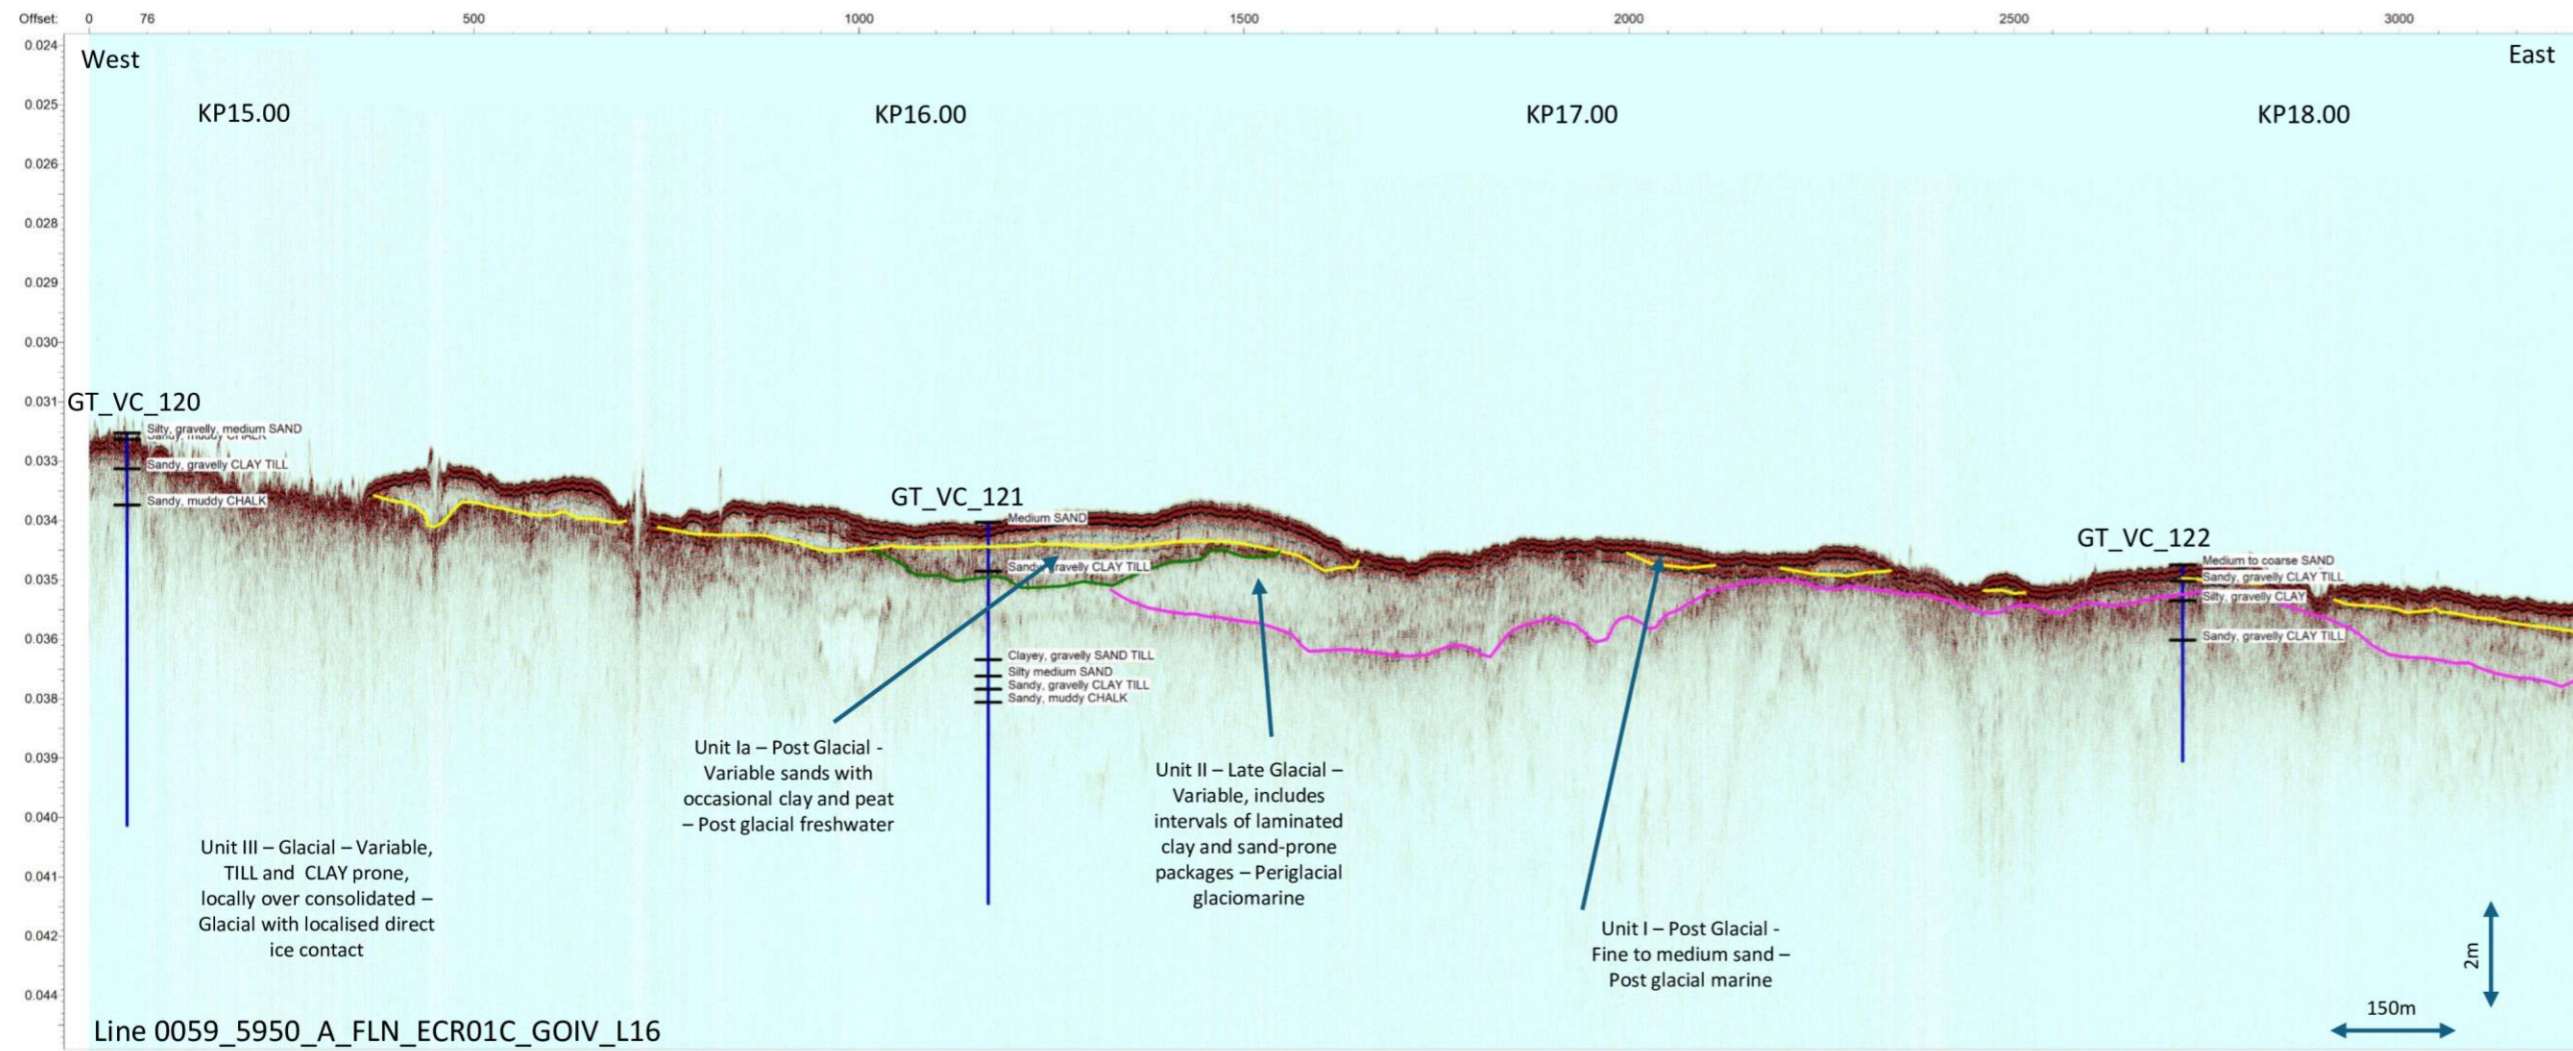 Offset: 0 76 500 1000 1500 2000 2500 3000
0.024
West
East
KP15.00 KP16.00 KP17.00 KP18.00
0.025
0.026
0.028
0.029
0.030
0.031
0.033
0.034
0.035
0.036
0.038
0.039
0.040
0.041
0.042
0.044
GT_VC_120
Silty, gravelly, medium SAND
Sandy, muddy CHALK
Sandy, gravelly CLAY TILL
Sandy, muddy CHALK
GT_VC_121
Medium SAND
Sandy, gravelly CLAY TILL
Clayey, gravelly SAND TILL
Silty medium SAND
Sandy, gravelly CLAY TILL
Sandy, muddy CHALK
GT_VC_122
Medium to coarse SAND
Sandy, gravelly CLAY TILL
Silty, gravelly CLAY
Sandy, gravelly CLAY TILL
Unit III – Glacial – Variable,
TILL and CLAY prone,
locally over consolidated –
Glacial with localised direct
ice contact
Unit Ia – Post Glacial -
Variable sands with
occasional clay and peat
– Post glacial freshwater
Unit II – Late Glacial –
Variable, includes
intervals of laminated
clay and sand-prone
packages – Periglacial
glaciomarine
Unit I – Post Glacial -
Fine to medium sand –
Post glacial marine
2m
150m
Line 0059_5950_A_FLN_ECR01C_GOIV_L16